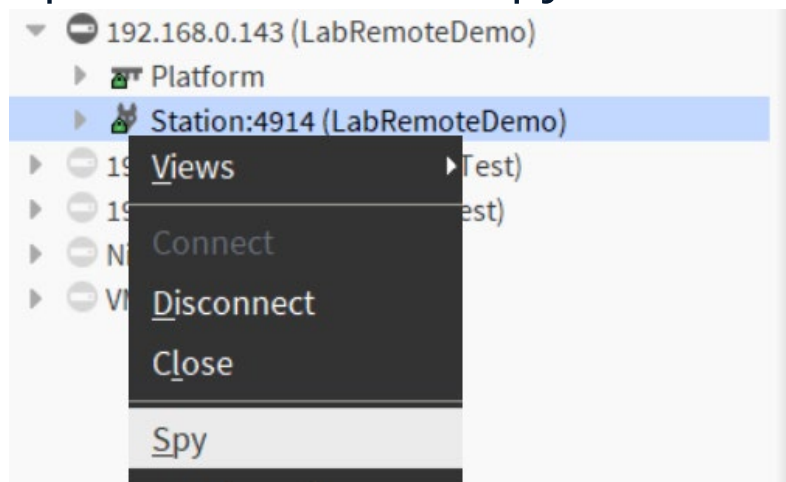 192.168.0.143 (LabRemoteDemo)
Platform
Station:4914 (LabRemoteDemo)
Views
Test)
est)
Connect
Disconnect
Close
Spy